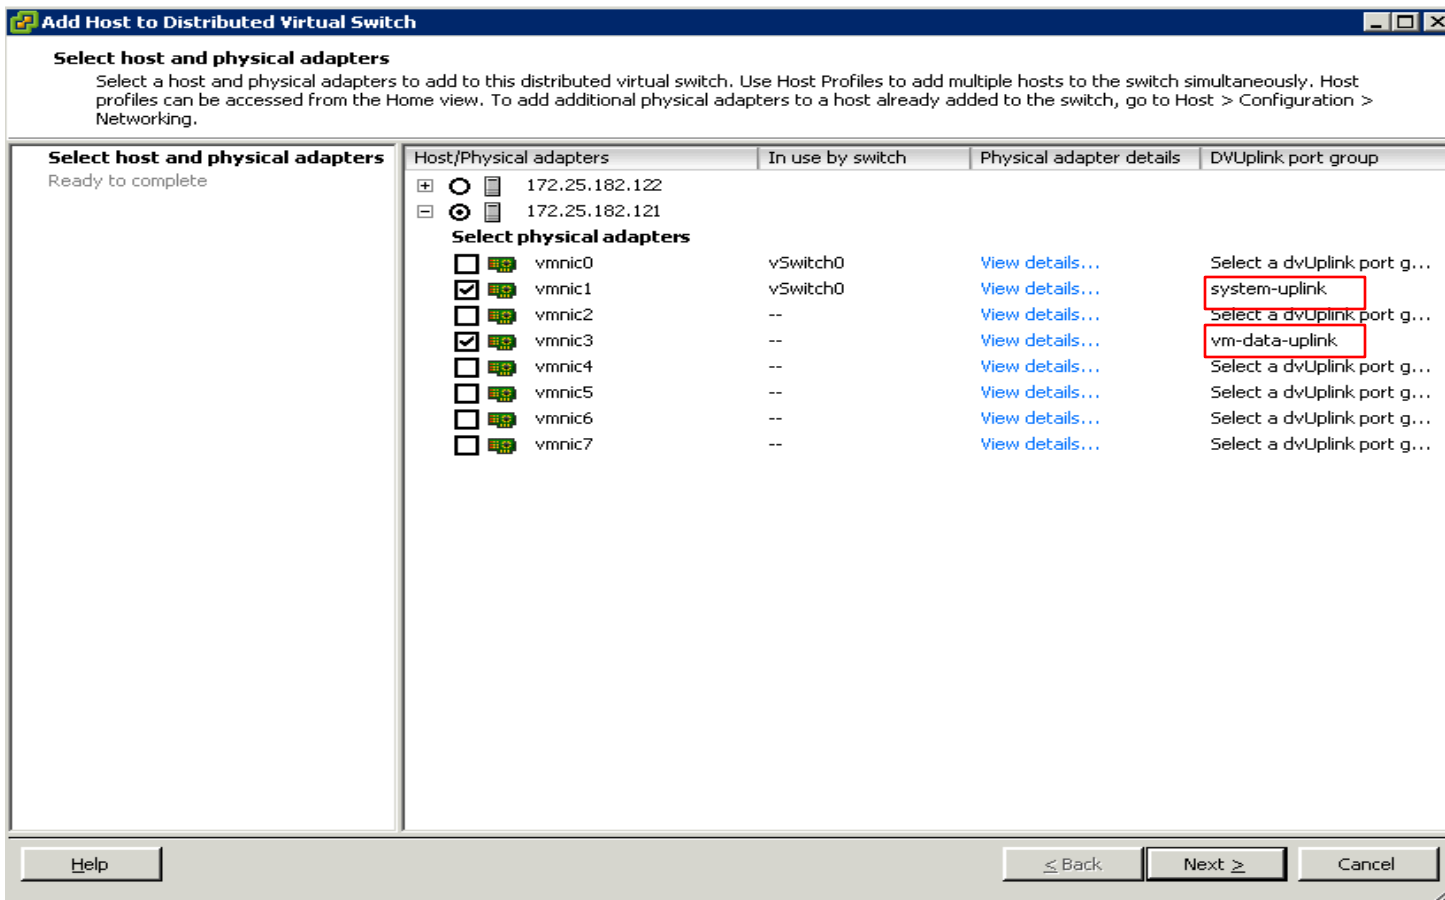 Add Host to Distributed Virtual Switch
Select host and physical adapters
Select a host and physical adapters to add to this distributed virtual switch. Use Host Profiles to add multiple hosts to the switch simultaneously. Host
profiles can be accessed from the Home view. To add additional physical adapters to a host already added to the switch, go to Host > Configuration >
Networking.
Select host and physical adapters
Ready to complete
Host/Physical adapters In use by switch Physical adapter details DVUplink port group
172.25.182.122
172.25.182.121
Select physical adapters
vmnic0 vSwitch0 View details... Select a dvUplink port g...
vmnic1 vSwitch0 View details... system-uplink
vmnic2 -- View details... Select a dvUplink port g...
vmnic3 -- View details... vm-data-uplink
vmnic4 -- View details... Select a dvUplink port g...
vmnic5 -- View details... Select a dvUplink port g...
vmnic6 -- View details... Select a dvUplink port g...
vmnic7 -- View details... Select a dvUplink port g...
Help ≤ Back Next ≥ Cancel